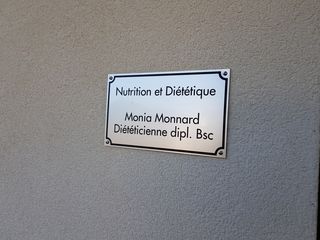 Nutrition et Diététique
Monia Monnard
Diététicienne dipl. Bsc